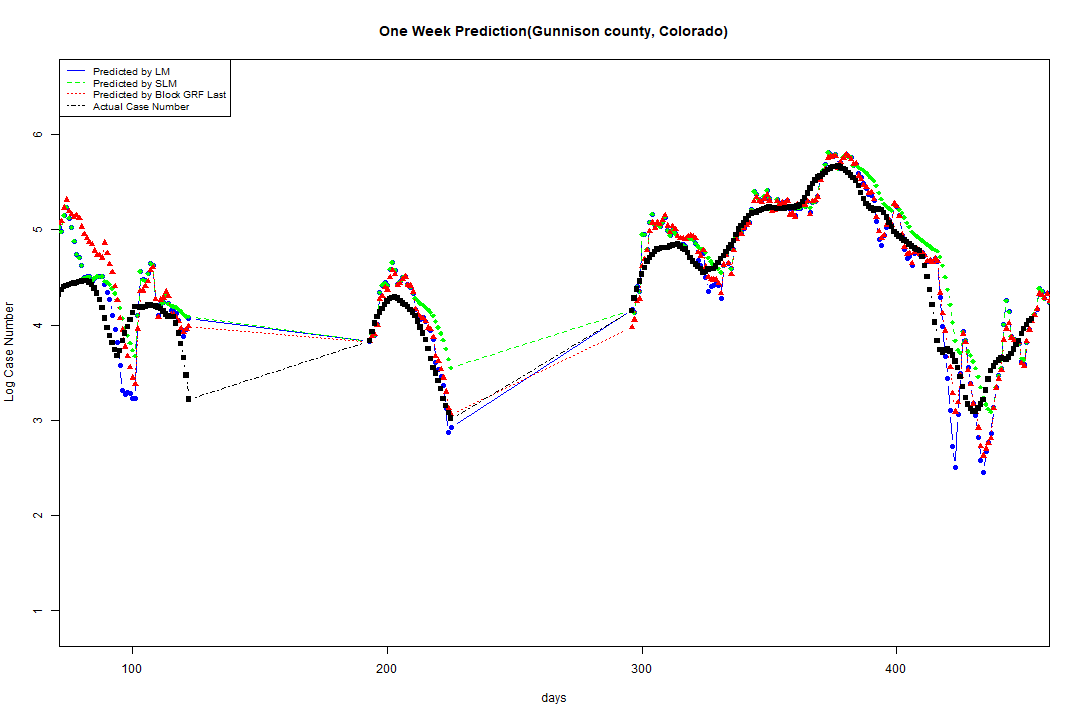 One Week Prediction(Gunnison county, Colorado)
Predicted by LM
Predicted by SLM
Predicted by Block GRF Last
Actual Case Number
Log Case Number
6
5
4
3
2
1
100 200 300 400
days